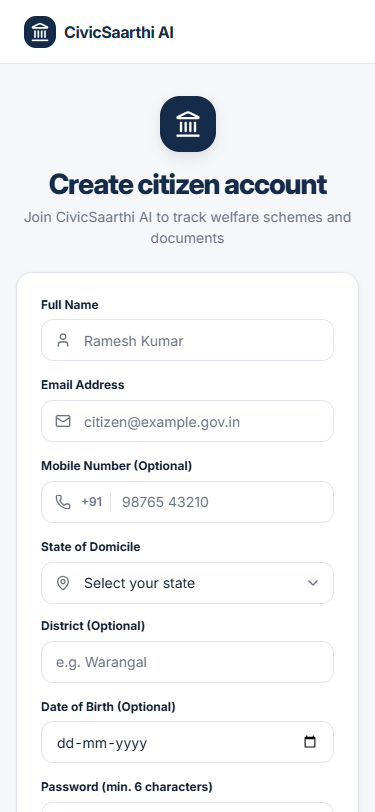 CivicSaarthi AI
Create citizen account
Join CivicSaarthi AI to track welfare schemes and
documents
Full Name
Ramesh Kumar
Email Address
citizen@example.gov.in
Mobile Number (Optional)
+91 98765 43210
State of Domicile
Select your state
District (Optional)
e.g. Warangal
Date of Birth (Optional)
dd-mm-yyyy
Password (min. 6 characters)